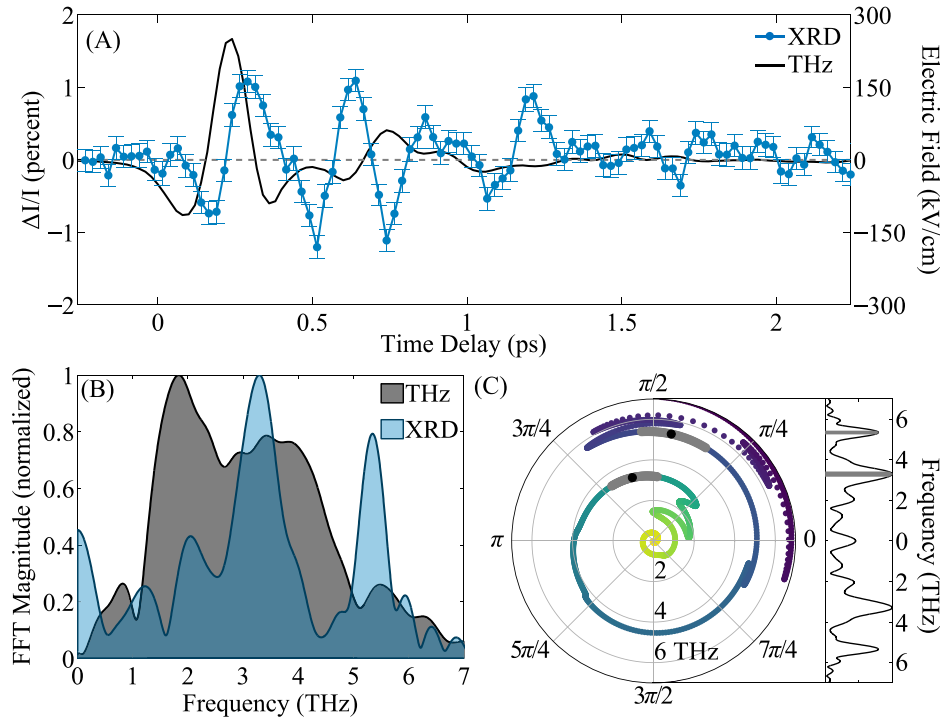 (A)
XRD
THz
2
1
0
-1
-2
ΔI/I (percent)
300
150
0
-150
-300
Electric Field (kV/cm)
0
0.5
1
1.5
2
Time Delay (ps)
(B)
THz
XRD
1
0.8
0.6
0.4
0.2
0
FFT Magnitude (normalized)
0
1
2
3
4
5
6
7
Frequency (THz)
(C)
π/2
π/4
0
7π/4
3π/2
5π/4
π
3π/4
2
4
6 THz
6
4
2
0
2
4
6
Frequency (THz)